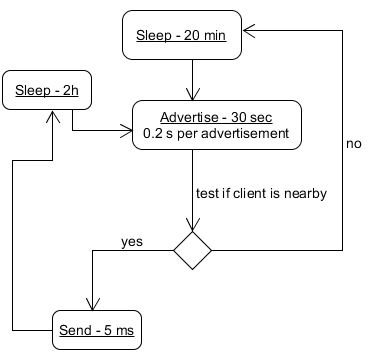 Sleep - 20 min
Sleep - 2h
Advertise - 30 sec
0.2 s per advertisement
no
test if client is nearby
yes
Send - 5 ms